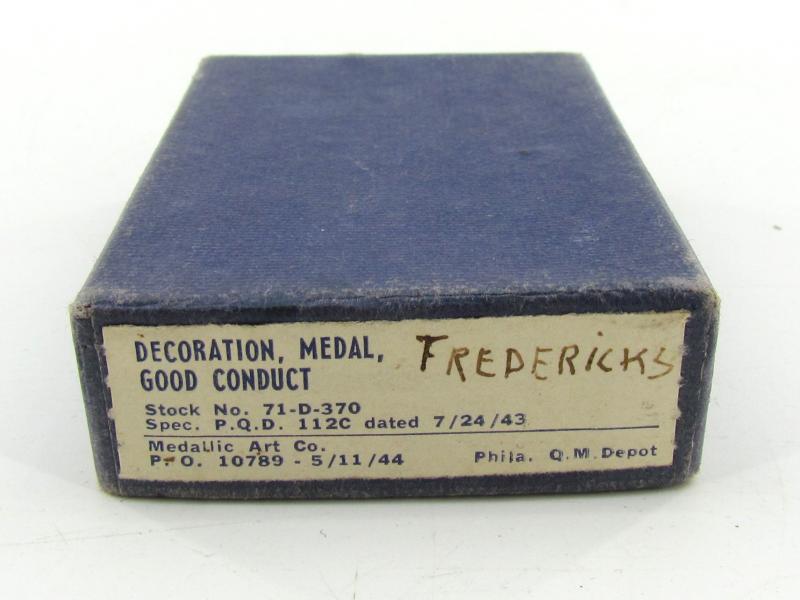 DECORATION, MEDAL, FREDERICKS
GOOD CONDUCT
Stock No. 71-D-370
Spec. P.Q.D. 112C dated 7/24/43
Medallic Art Co.
P. O. 10789 - 5/11/44 Phila. Q.M. Depot